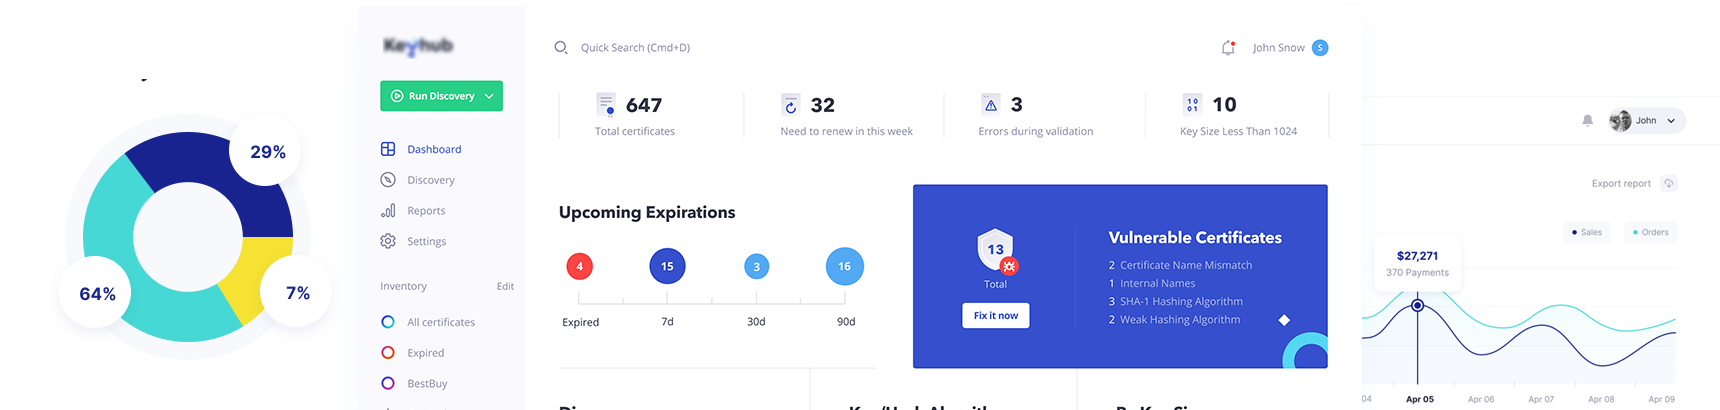 29%
64%
7%
Keyhub
Run Discovery
Dashboard
Discovery
Reports
Settings
Inventory Edit
All certificates
Expired
BestBuy
Quick Search (Cmd+D)
John Snow S
647
Total certificates
32
Need to renew in this week
3
Errors during validation
10
Key Size Less Than 1024
Upcoming Expirations
4 15 3 16
Expired 7d 30d 90d
13
Total
Fix it now
Vulnerable Certificates
2 Certificate Name Mismatch
1 Internal Names
3 SHA-1 Hashing Algorithm
2 Weak Hashing Algorithm
John
Export report
Sales Orders
$27,271
370 Payments
04 Apr 05 Apr 06 Apr 07 Apr 08 Apr 09